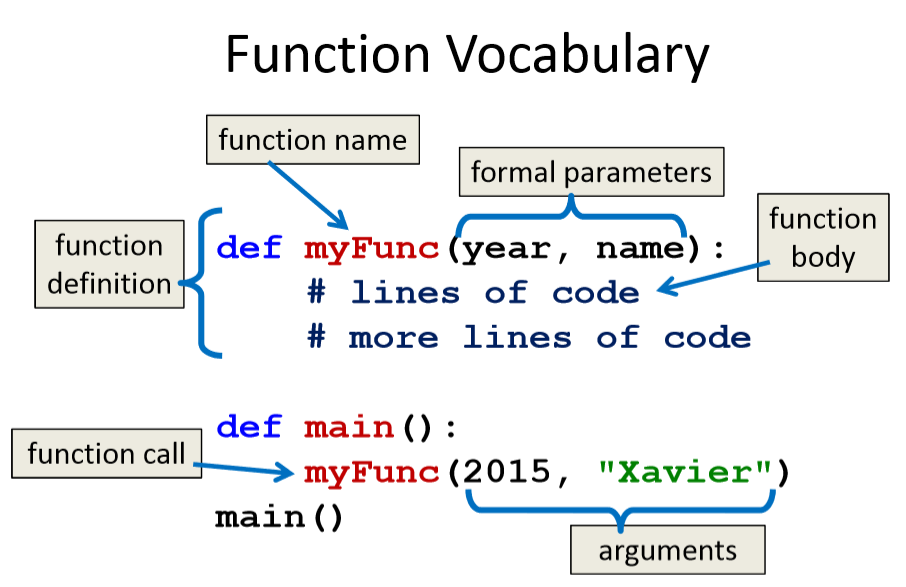 Function Vocabulary
function name
formal parameters
function
body
function
definition
def myFunc(year, name):
# lines of code
# more lines of code
def main():
function call
myFunc(2015, "Xavier")
main()
arguments